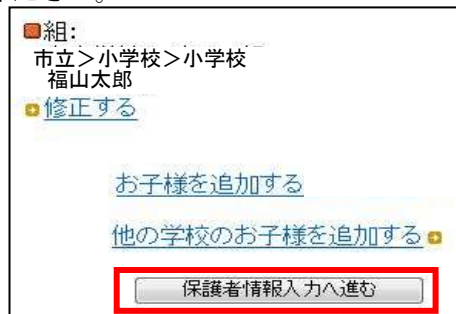 組:
市立＞小学校＞小学校
福山太郎
修正する
お子様を追加する
他の学校のお子様を追加する
保護者情報入力へ進む